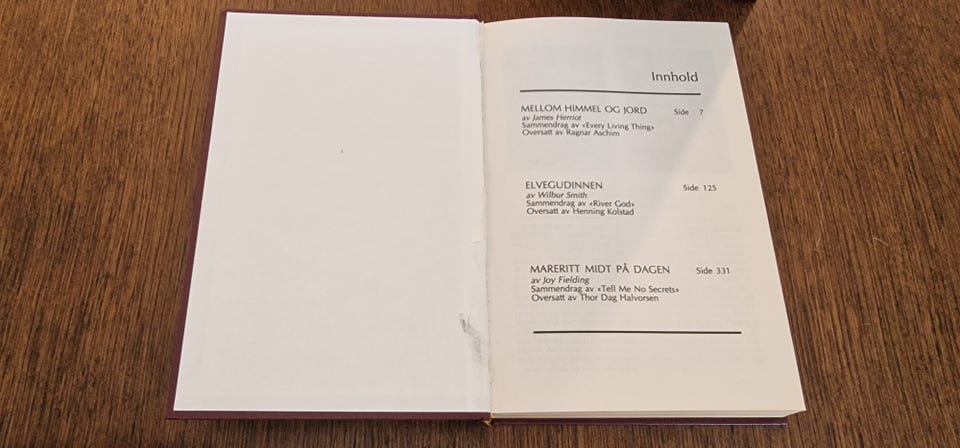 Innhold
MELLOM HIMMEL OG JORD Side 7
av James Herriot
Sammendrag av «Every Living Thing»
Oversatt av Ragnar Aschim
ELVEGUDINNEN Side 125
av Wilbur Smith
Sammendrag av «River God»
Oversatt av Henning Kolstad
MARERITT MIDT PÅ DAGEN Side 331
av Joy Fielding
Sammendrag av «Tell Me No Secrets»
Oversatt av Thor Dag Halvorsen